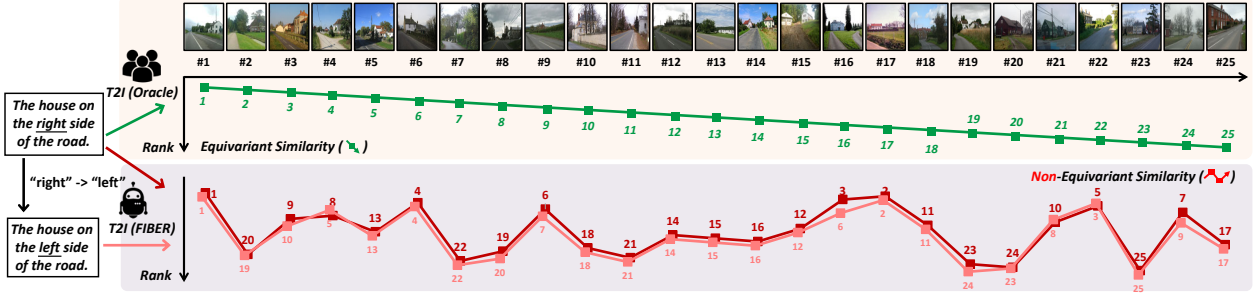 #1 #2 #3 #4 #5 #6 #7 #8 #9 #10 #11 #12 #13 #14 #15 #16 #17 #18 #19 #20 #21 #22 #23 #24 #25
T2I (Oracle)
1 2 3 4 5 6 7 8 9 10 11 12 13 14 15 16 17 18 19 20 21 22 23 24 25
The house on
the right side
of the road.
Rank
Equivariant Similarity ( )
"right" -> "left"
Non-Equivariant Similarity ( )
T2I (FIBER)
The house of
the left side
of the road.
Rank
1 20 9 8 13 4 22 19 6 18 21 14 15 16 12 3 2 11 23 24 10 5 25 7 17
1 19 10 5 13 4 22 20 7 18 21 14 15 16 12 6 2 11 24 23 8 3 25 9 17